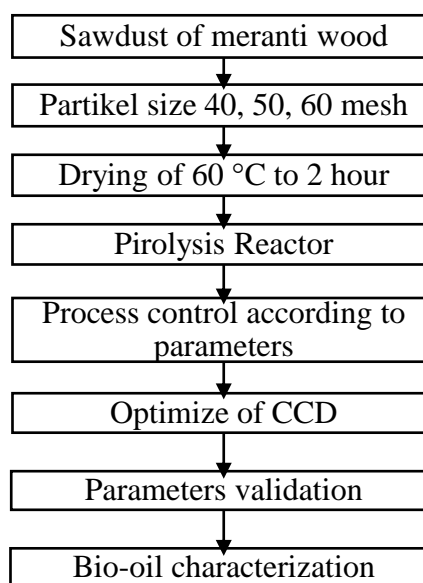 Sawdust of meranti wood
Partikel size 40, 50, 60 mesh
Drying of 60 °C to 2 hour
Pirolysis Reactor
Process control according to
parameters
Optimize of CCD
Parameters validation
Bio-oil characterization